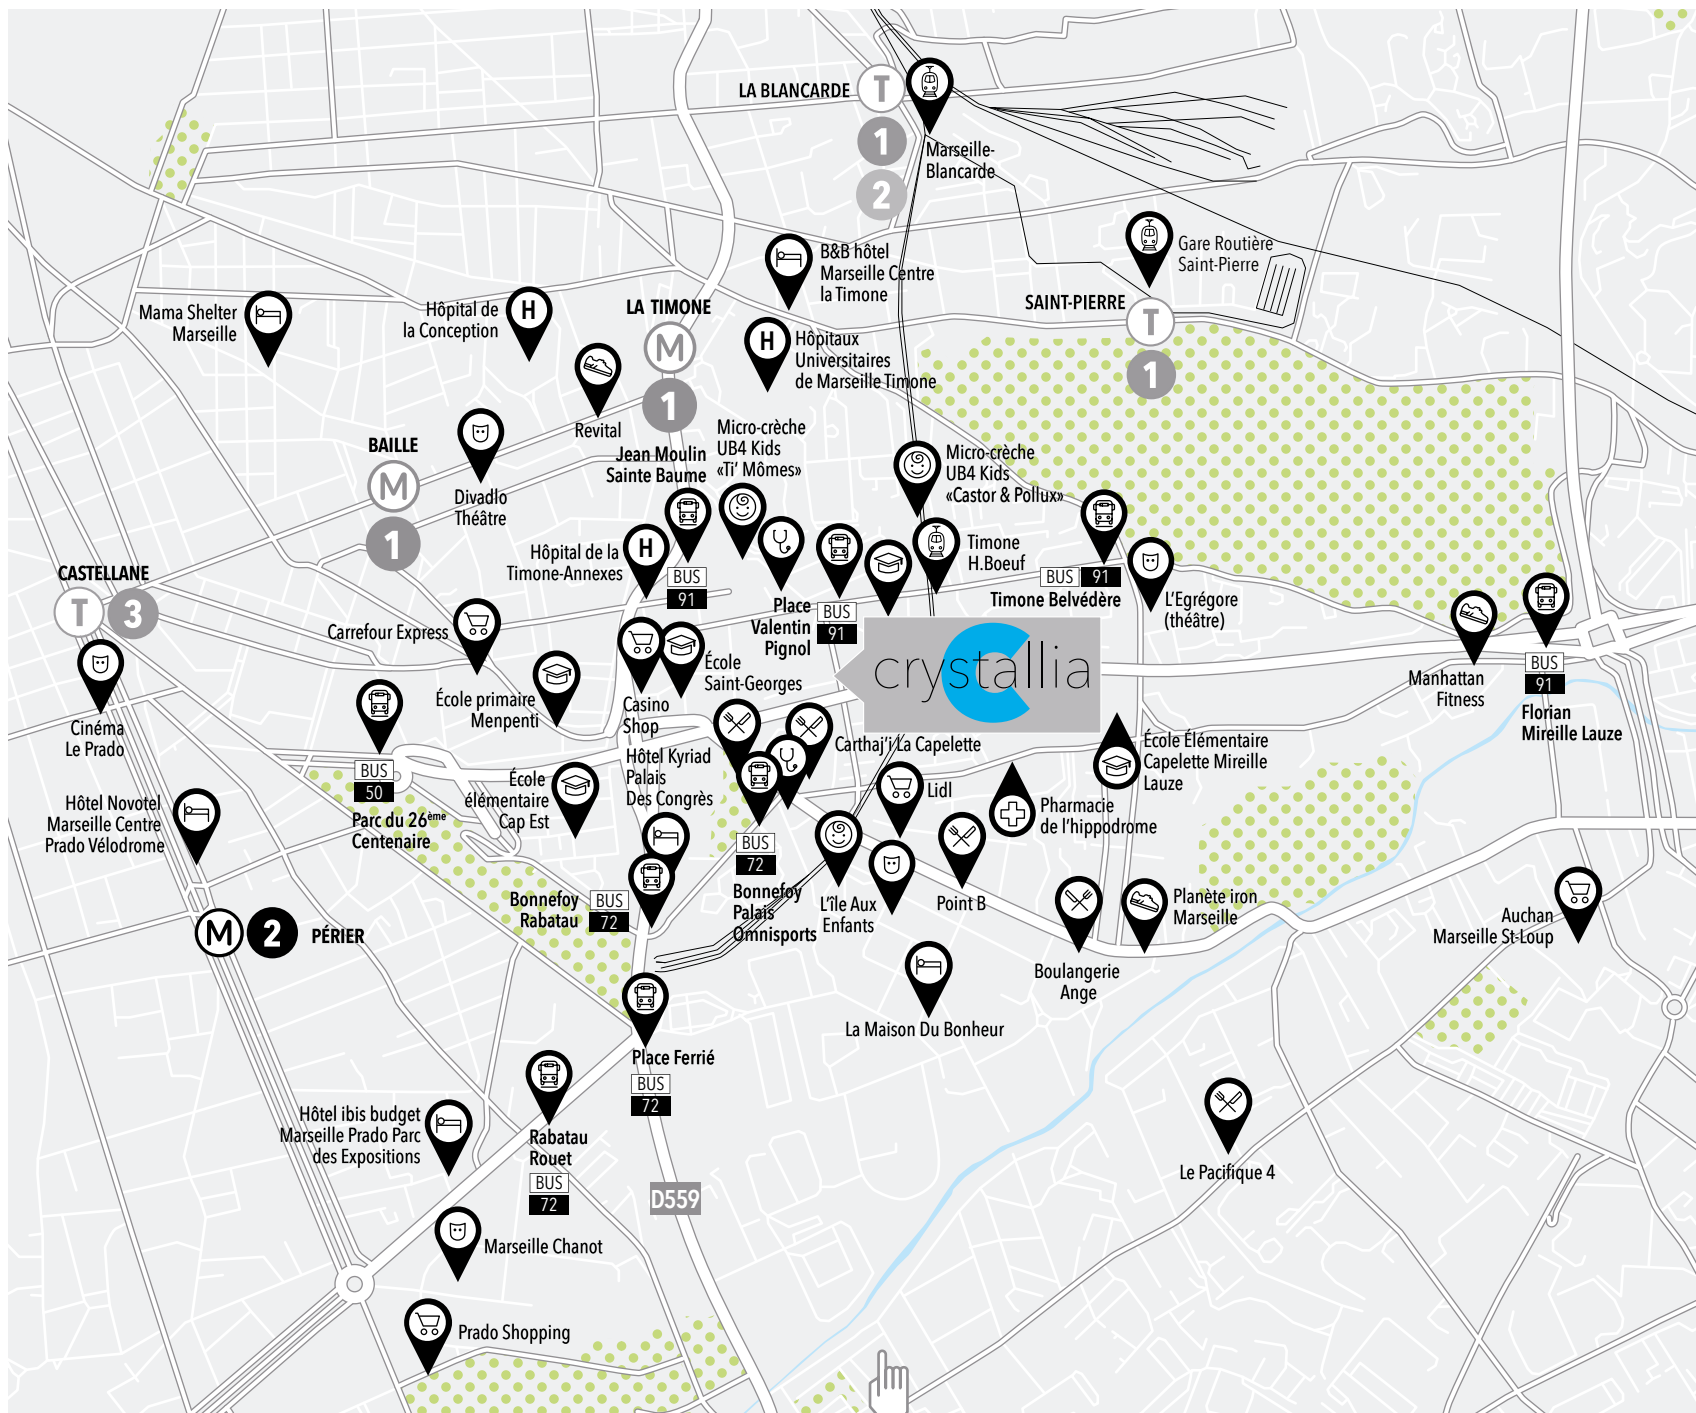 LA BLANCARDE
T
1
2
Marseille-
Blancarde
Gare Routière
Saint-Pierre
B&B hôtel
Marseille Centre
la Timone
SAINT-PIERRE
T
1
Mama Shelter
Marseille
Hôpital de
la Conception
H
LA TIMONE
M
1
H
Hôpitaux
Universitaires
de Marseille Timone
Revital
BAILLE
M
1
Divadlo
Théâtre
Jean Moulin
Sainte Baume
BUS
91
Micro-crèche
UB4 Kids
«Ti’ Mômes»
Micro-crèche
UB4 Kids
«Castor & Pollux»
Hôpital de la
Timone-Annexes
H
Timone
H.Boeuf
BUS 91
Timone Belvédère
L’Egrégore
(théâtre)
CASTELLANE
T
3
Carrefour Express
Place
Valentin
Pignol
BUS
91
crystallia
École
Saint-Georges
Casino
Shop
École primaire
Menpenti
Cinéma
Le Prado
Manhattan
Fitness
BUS
91
Florian
Mireille Lauze
BUS
50
Parc du 26ème
Centenaire
Hôtel Novotel
Marseille Centre
Prado Vélodrome
École
élémentaire
Cap Est
Hôtel Kyriad
Palais
Des Congrès
Carthaj’i La Capelette
École Élémentaire
Capelette Mireille
Lauze
Lidl
Pharmacie
de l’hippodrome
BUS
72
Bonnefoy
Palais
Omnisports
Bonnefoy
Rabatau
BUS
72
L’île Aux
Enfants
Point B
Planète iron
Marseille
Auchan
Marseille St-Loup
M
2
PÉRIER
Boulangerie
Ange
La Maison Du Bonheur
Place Ferrié
BUS
72
Hôtel ibis budget
Marseille Prado Parc
des Expositions
Rabatau
Rouet
BUS
72
D559
Le Pacifique 4
Marseille Chanot
Prado Shopping